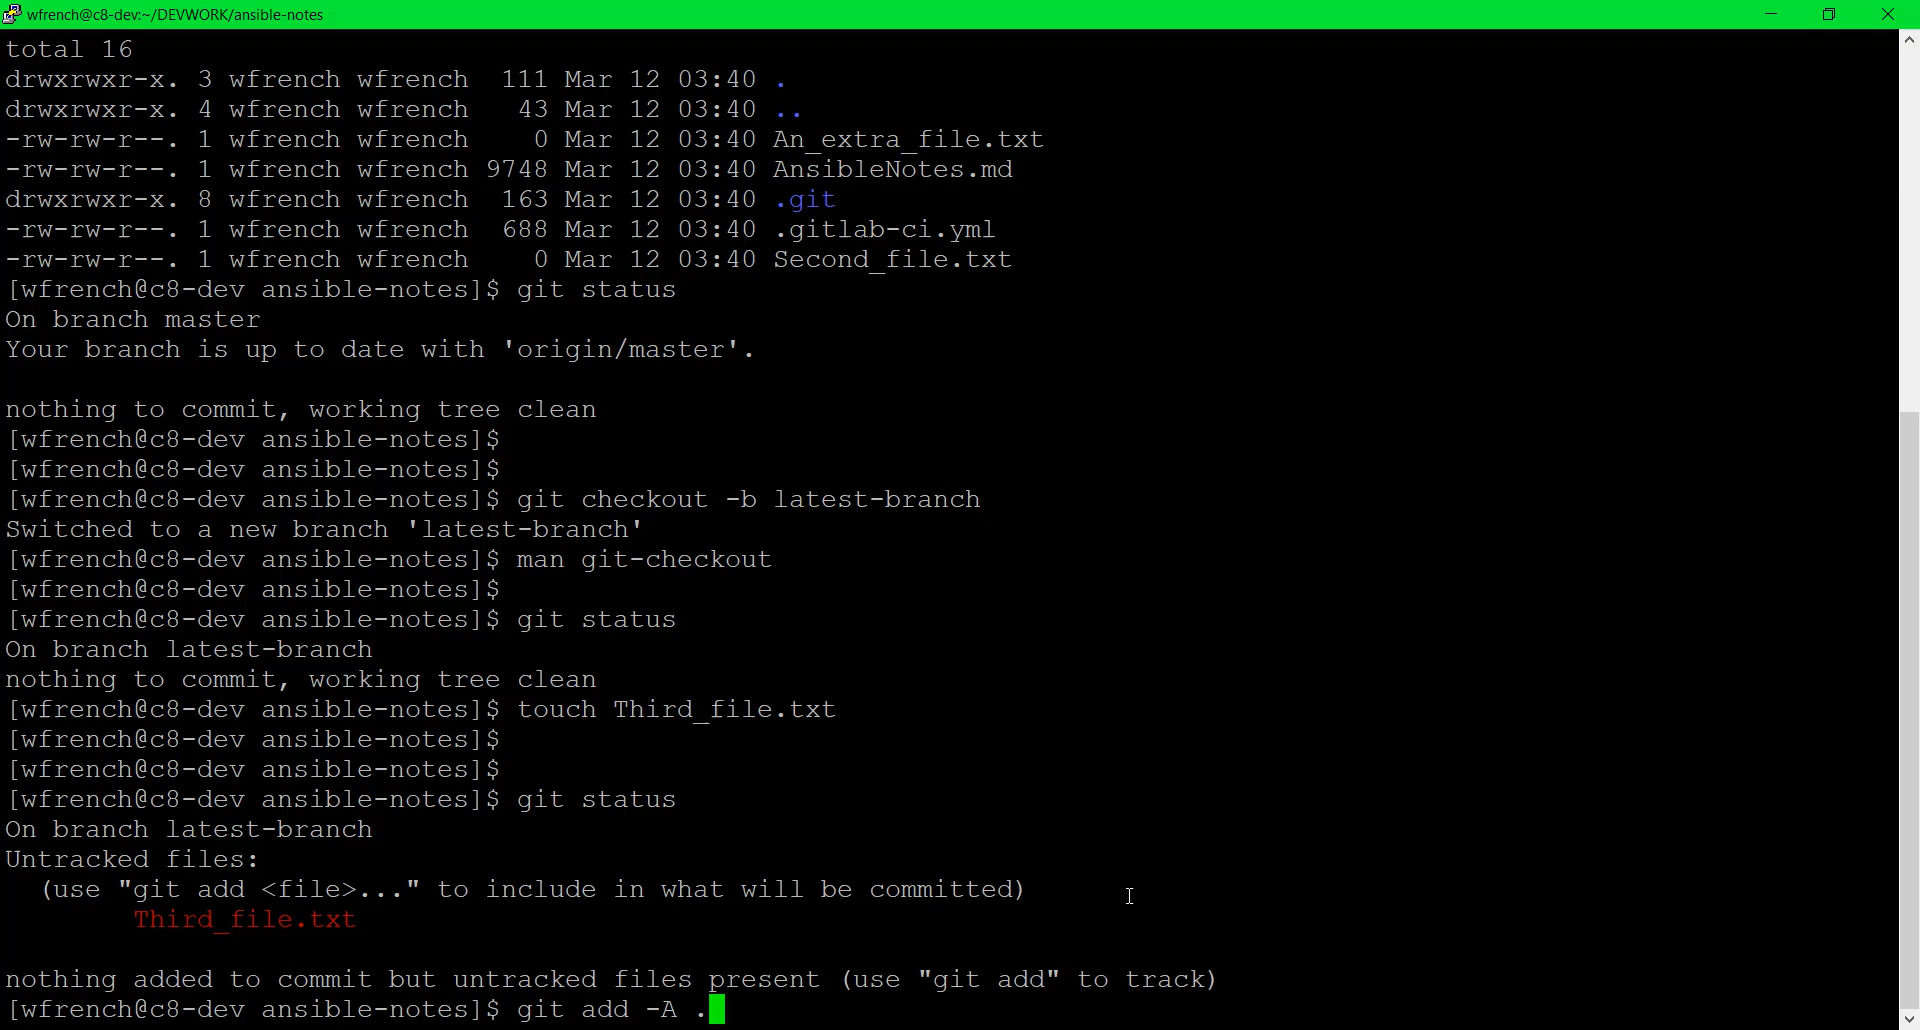 wfrench@c8-dev:~/DEVWORK/ansible-notes
total 16
drwxrwxr-x. 3 wfrench wfrench  111 Mar 12 03:40 .
drwxrwxr-x. 4 wfrench wfrench   43 Mar 12 03:40 ..
-rw-rw-r--. 1 wfrench wfrench    0 Mar 12 03:40 An_extra_file.txt
-rw-rw-r--. 1 wfrench wfrench 9748 Mar 12 03:40 AnsibleNotes.md
drwxrwxr-x. 8 wfrench wfrench  163 Mar 12 03:40 .git
-rw-rw-r--. 1 wfrench wfrench  688 Mar 12 03:40 .gitlab-ci.yml
-rw-rw-r--. 1 wfrench wfrench    0 Mar 12 03:40 Second_file.txt
[wfrench@c8-dev ansible-notes]$ git status
On branch master
Your branch is up to date with 'origin/master'.
nothing to commit, working tree clean
[wfrench@c8-dev ansible-notes]$
[wfrench@c8-dev ansible-notes]$
[wfrench@c8-dev ansible-notes]$ git checkout -b latest-branch
Switched to a new branch 'latest-branch'
[wfrench@c8-dev ansible-notes]$ man git-checkout
[wfrench@c8-dev ansible-notes]$
[wfrench@c8-dev ansible-notes]$ git status
On branch latest-branch
nothing to commit, working tree clean
[wfrench@c8-dev ansible-notes]$ touch Third_file.txt
[wfrench@c8-dev ansible-notes]$
[wfrench@c8-dev ansible-notes]$
[wfrench@c8-dev ansible-notes]$ git status
On branch latest-branch
Untracked files:
  (use "git add <file>..." to include in what will be committed)
        Third_file.txt
nothing added to commit but untracked files present (use "git add" to track)
[wfrench@c8-dev ansible-notes]$ git add -A .